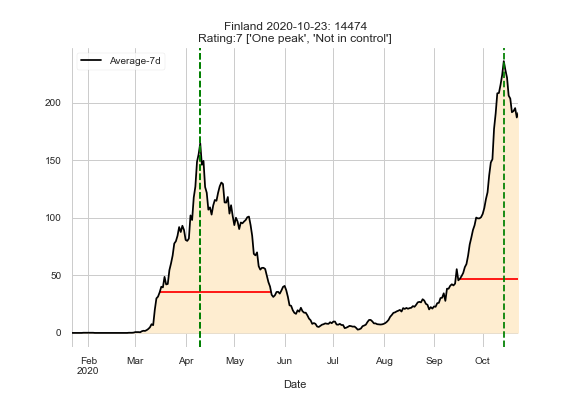 Finland 2020-10-23: 14474
Rating:7 ['One peak', 'Not in control']
Average-7d
200
150
100
50
0
Feb
2020
Mar
Apr
May
Jun
Jul
Aug
Sep
Oct
Date